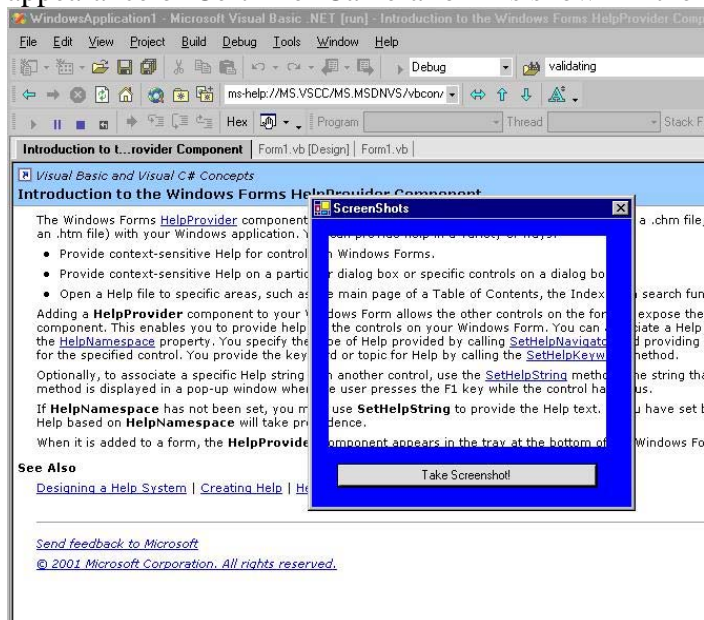 WindowsApplication1 - Microsoft Visual Basic .NET [run] - Introduction to the Windows Forms HelpProvider Comp
File Edit View Project Build Debug Tools Window Help
Debug validating
ms-help://MS.VSCC/MS.MSDNVS/vbcon/
Hex Program Thread Stack F
Introduction to t...rovider Component Form1.vb [Design] Form1.vb
Visual Basic and Visual C# Concepts
Introduction to the Windows Forms HelpProvider Component
ScreenShots
The Windows Forms HelpProvider component a .chm file,
an .htm file) with your Windows application.
Provide context-sensitive Help for control Windows Forms.
Provide context-sensitive Help on a partic r dialog box or specific controls on a dialog bo
Open a Help file to specific areas, such as e main page of a Table of Contents, the Index search fun
Adding a HelpProvider component to your dows Form allows the other controls on the for expose the
component. This enables you to provide help the controls on your Windows Form. You can ciate a Help
the HelpNamespace property. You specify the pe of Help provided by calling SetHelpNavigato d providing
for the specified control. You provide the key rd or topic for Help by calling the SetHelpKeyw ethod.
Optionally, to associate a specific Help string another control, use the SetHelpString metho he string tha
method is displayed in a pop-up window whe e user presses the F1 key while the control ha us.
If HelpNamespace has not been set, you m use SetHelpString to provide the Help text. u have set b
Help based on HelpNamespace will take pr dence.
When it is added to a form, the HelpProvide omponent appears in the tray at the bottom of Windows Fo
Take Screenshot!
See Also
Designing a Help System | Creating Help | He
Send feedback to Microsoft
© 2001 Microsoft Corporation. All rights reserved.